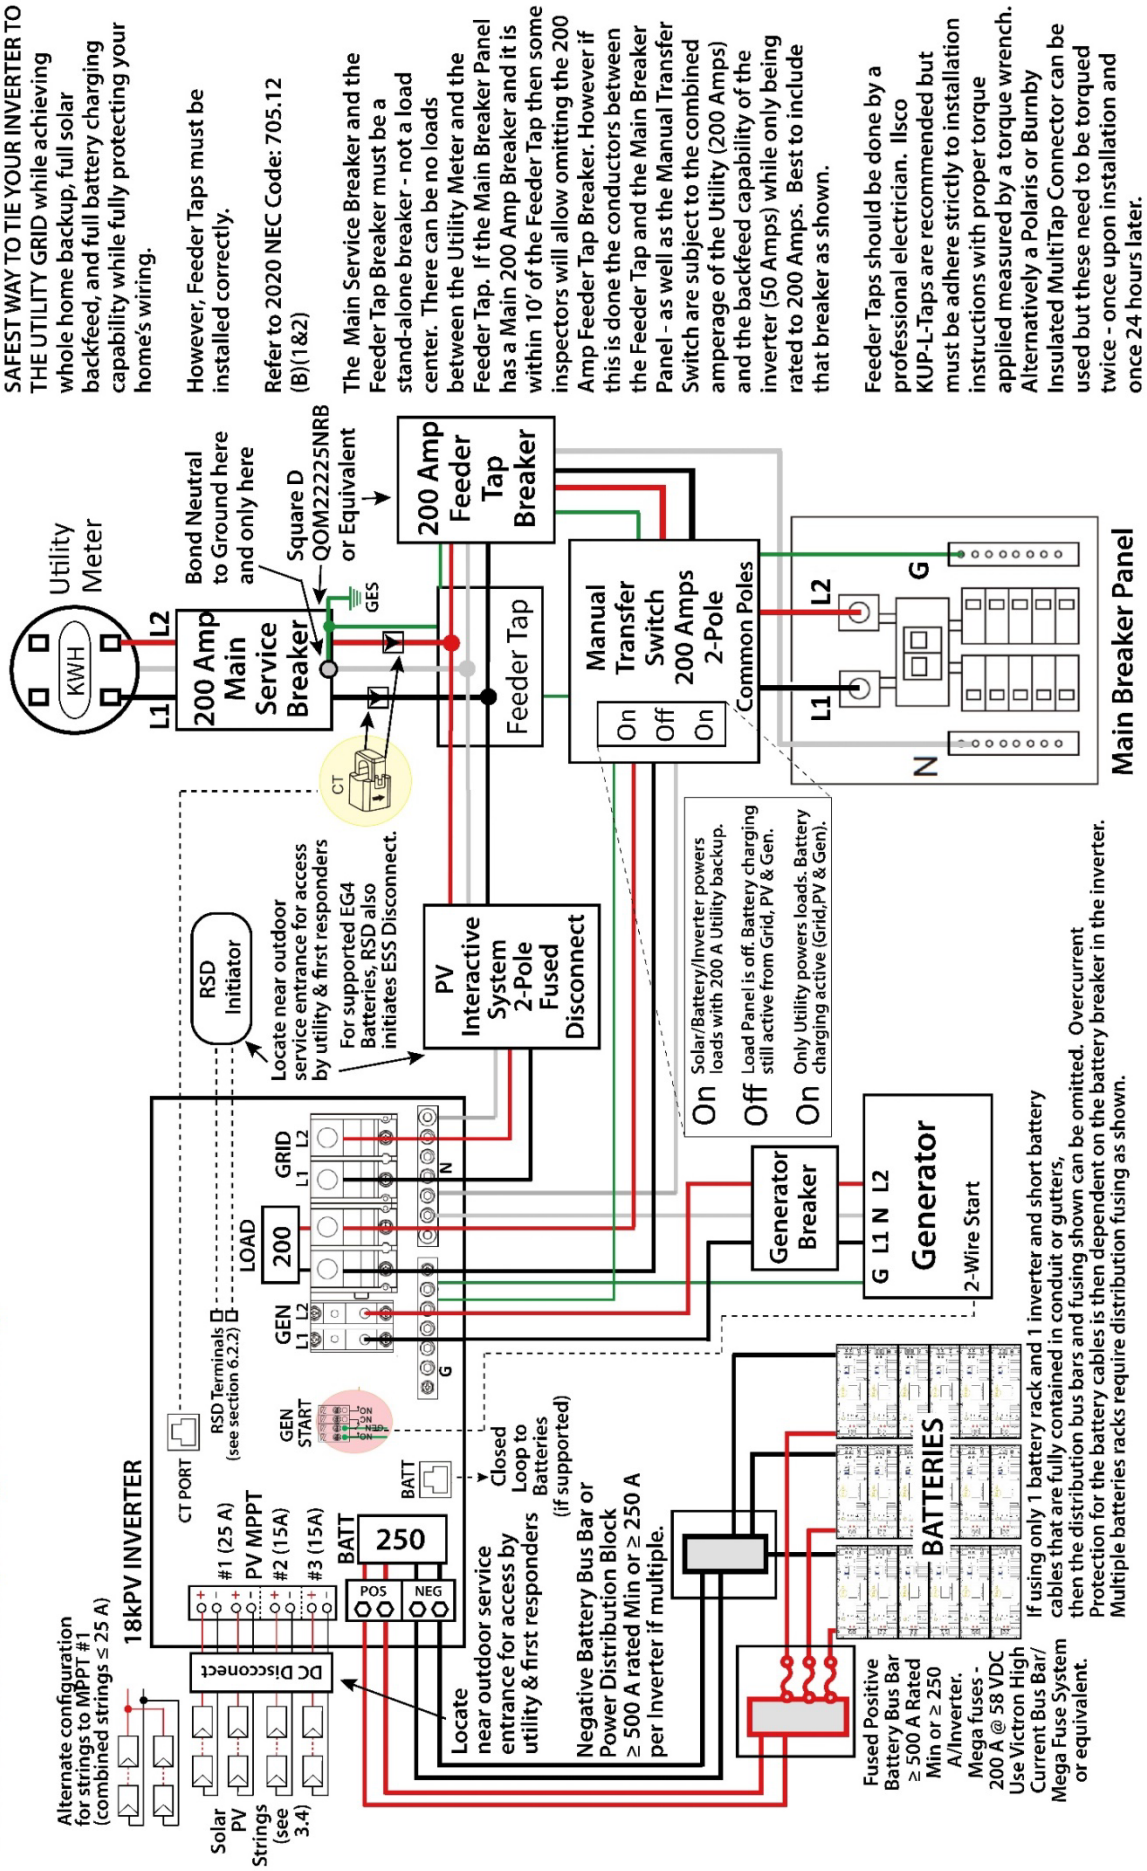 SAFEST WAY TO TIE YOUR INVERTER TO
THE UTILITY GRID while achieving
whole home backup, full solar
backfeed, and full battery charging
capability while fully protecting your
home's wiring.
However, Feeder Taps must be
installed correctly.
Refer to 2020 NEC Code: 705.12
(B)(1&2)
The Main Service Breaker and the
Feeder Tap Breaker must be a
stand-alone breaker - not a load
center. There can be no loads
between the Utility Meter and the
Feeder Tap. If the Main Breaker Panel
has a Main 200 Amp Breaker and it is
within 10' of the Feeder Tap then some
inspectors will allow omitting the 200
Amp Feeder Tap Breaker. However if
this is done the conductors between
the Feeder Tap and the Main Breaker
Panel - as well as the Manual Transfer
Switch are subject to the combined
amperage of the Utility (200 Amps)
and the backfeed capability of the
inverter (50 Amps) while only being
rated to 200 Amps. Best to include
that breaker as shown.
Feeder Taps should be done by a
professional electrician. Ilsco
KUP-L-Taps are recommended but
must be adhere strictly to installation
instructions with proper torque
applied measured by a torque wrench.
Alternatively a Polaris or Burnby
Insulated MultiTap Connector can be
used but these need to be torqued
twice - once upon installation and
once 24 hours later.
Utility
Meter
KWH
L1
L2
200 Amp
Main
Service
Breaker
Bond Neutral
to Ground here
and only here
Square D
QOM22225NRB
or Equivalent
GES
200 Amp
Feeder
Tap
Breaker
Feeder Tap
CT
Manual
Transfer
Switch
200 Amps
2-Pole
Common Poles
On
Off
On
L1
L2
N
G
Main Breaker Panel
RSD
Initiator
Locate near outdoor
service entrance for access
by utility & first responders
For supported EG4
Batteries, RSD also
initiates ESS Disconnect.
PV
Interactive
System
2-Pole
Fused
Disconnect
On Solar/Battery/Inverter powers
loads with 200 A Utility backup.
Off Load Panel is off. Battery charging
still active from Grid, PV & Gen.
On Only Utility powers loads. Battery
charging active (Grid,PV & Gen).
18kPV INVERTER
CT PORT
RSD Terminals
(see section 6.2.2)
GEN
START
NO
NC
GEN
NO
GEN
L1 L2
LOAD
200
GRID
L1 L2
G
N
Generator
Breaker
G L1 N L2
Generator
2-Wire Start
Alternate configuration
for strings to MPPT #1
(combined strings ≤ 25 A)
Solar
PV
Strings
(see
3.4)
DC Discconect
+
-
+
-
+
-
+
-
#1 (25 A)
PV MPPT
#2 (15A)
#3 (15A)
BATT
250
POS
NEG
BATT
Closed
Loop to
Batteries
(if supported)
Locate
near outdoor service
entrance for access by
utility & first responders
Negative Battery Bus Bar or
Power Distribution Block
≥ 500 A rated Min or ≥ 250 A
per Inverter if multiple.
Fused Positive
Battery Bus Bar
≥ 500 A Rated
Min or ≥ 250
A/Inverter.
Mega fuses -
200 A @ 58 VDC
Use Victron High
Current Bus Bar/
Mega Fuse System
or equivalent.
BATTERIES
If using only 1 battery rack and 1 inverter and short battery
cables that are fully contained in conduit or gutters,
then the distribution bus bars and fusing shown can be omitted. Overcurrent
Protection for the battery cables is then dependent on the battery breaker in the inverter.
Multiple batteries racks require distribution fusing as shown.